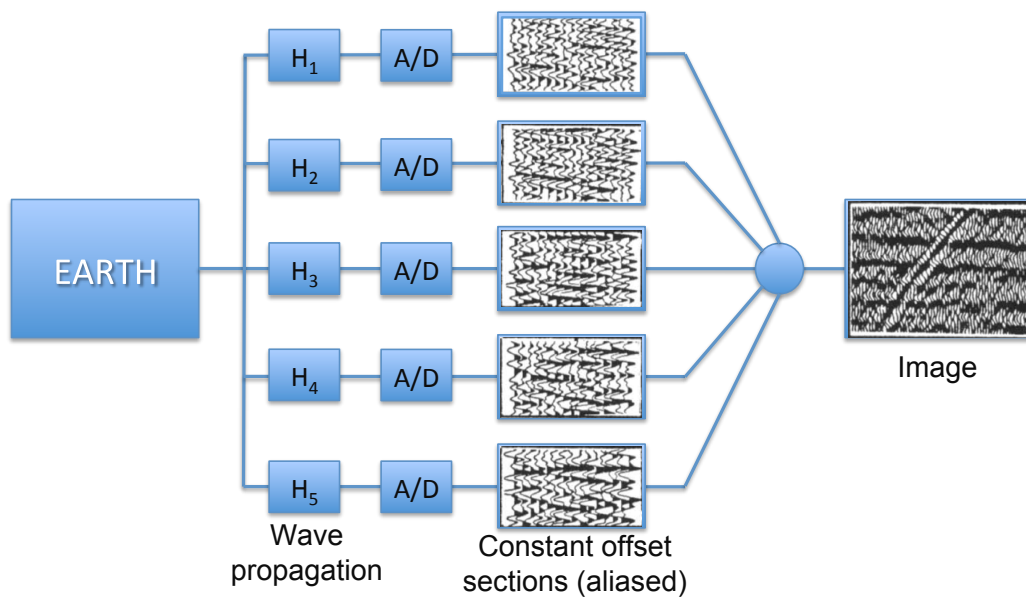 H₁ A/D
H₂ A/D
EARTH H₃ A/D
H₄ A/D
Image
H₅ A/D
Wave
propagation
Constant offset
sections (aliased)